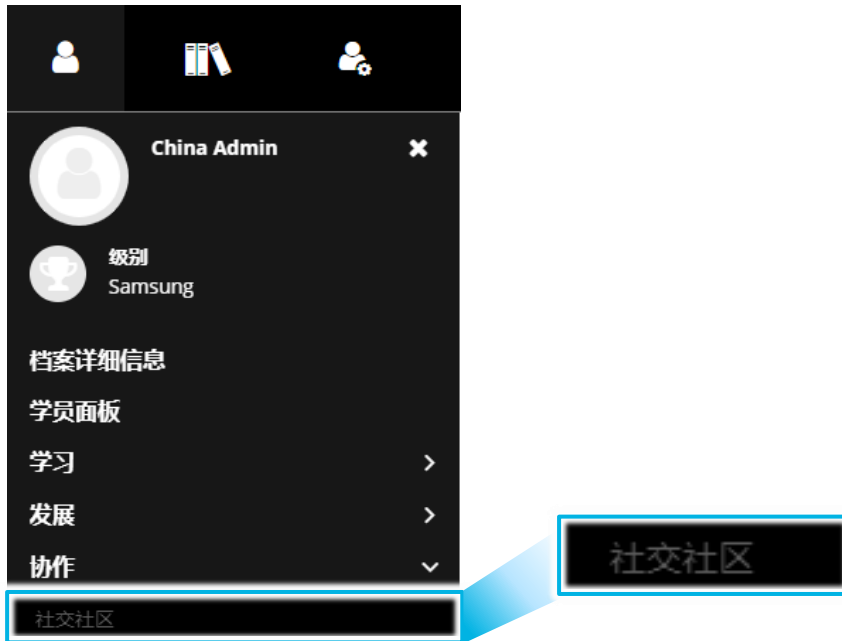 China Admin
级别
Samsung
档案详细信息
学员面板
学习
发展
协作
社交社区
社交社区